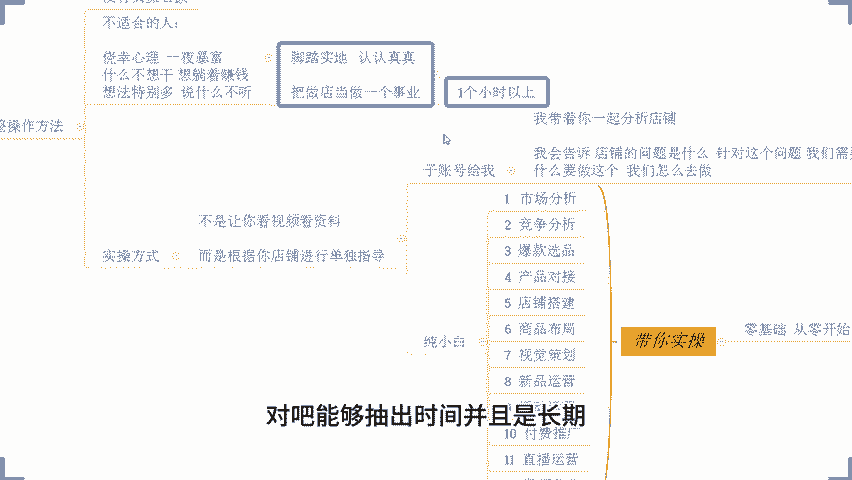 不适合的人：
侥幸心理 一夜暴富
什么不想干 想躺着赚钱
想法特别多 说什么不听
脚踏实地 认认真真
把做店当做一个事业
1个小时以上
操作方法
我带着你一起分析店铺
我会告诉 店铺的问题是什么 针对这个问题 我们需
什么要做这个 我们怎么去做
子账号给我
不是让你看视频看资料
实操方式
而是根据你店铺进行单独指导
纯小白
1 市场分析
2 竞争分析
3 爆款选品
4 产品对接
5 店铺搭建
6 商品布局
7 视觉策划
8 新品运营
10 付费推广
11 直播运营
带你实操
零基础 从零开始
对吧能够抽出时间并且是长期